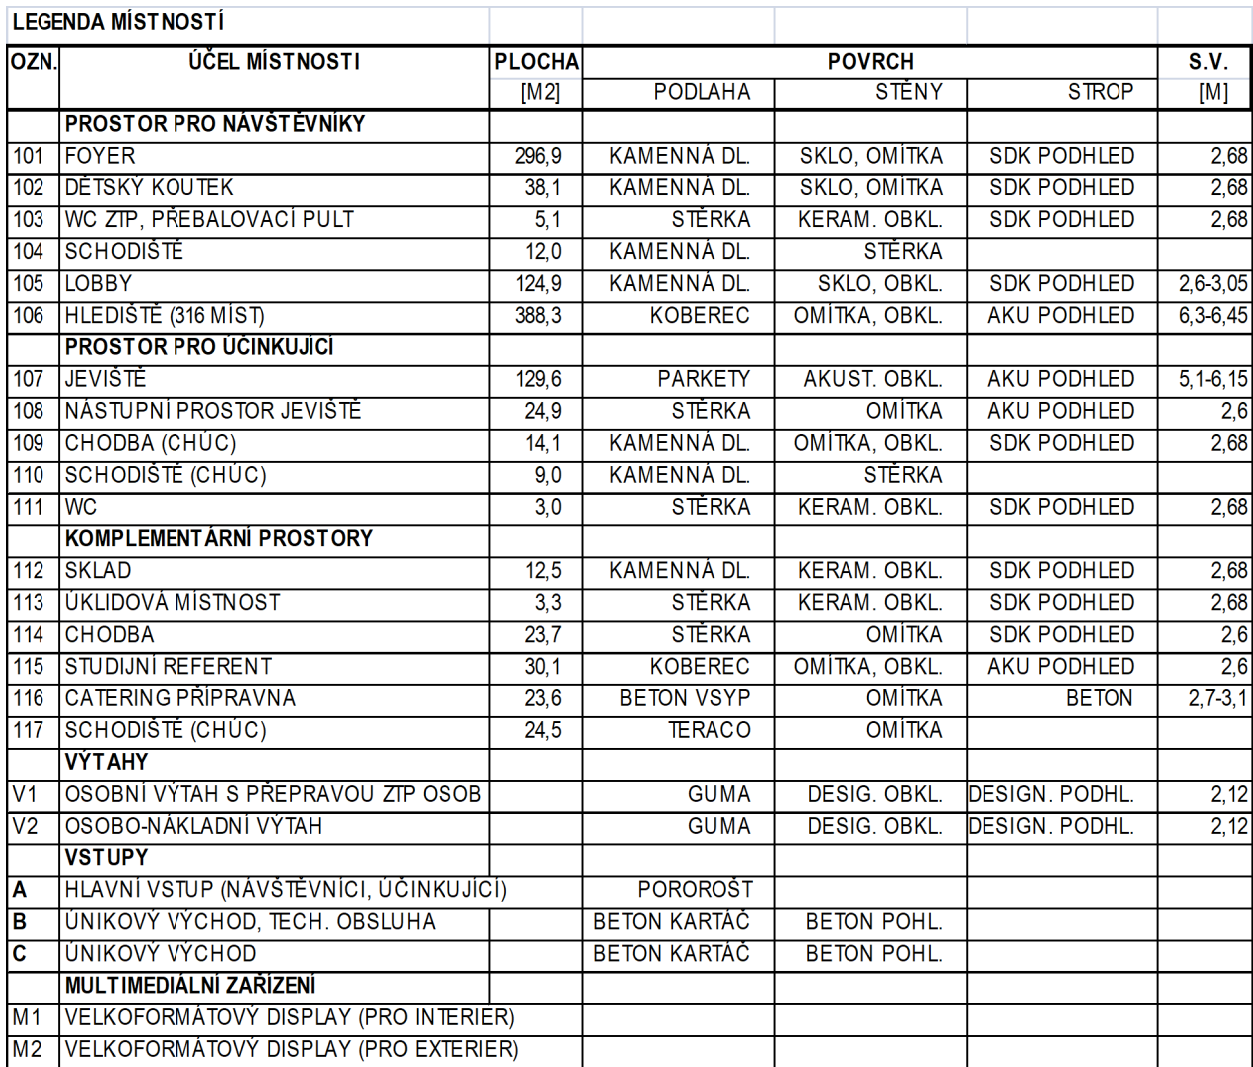 LEGENDA MÍSTNOSTÍ
OZN. ÚČEL MÍSTNOSTI PLOCHA POVRCH S.V.
[M2] PODLAHA STĚNY STROP [M]
PROSTOR PRO NÁVŠTĚVNÍKY
101 FOYER 296,9 KAMENNÁ DL. SKLO, OMÍTKA SDK PODHLED 2,68
102 DĚTSKÝ KOUTEK 38,1 KAMENNÁ DL. SKLO, OMÍTKA SDK PODHLED 2,68
103 WC ZTP, PŘEBALOVACÍ PULT 5,1 STĚRKA KERAM. OBKL. SDK PODHLED 2,68
104 SCHODIŠTĚ 12,0 KAMENNÁ DL. STĚRKA
105 LOBBY 124,9 KAMENNÁ DL. SKLO, OBKL. SDK PODHLED 2,6-3,05
106 HLEDIŠTĚ (316 MÍST) 388,3 KOBEREC OMÍTKA, OBKL. AKU PODHLED 6,3-6,45
PROSTOR PRO ÚČINKUJÍCÍ
107 JEVIŠTĚ 129,6 PARKETY AKUST. OBKL. AKU PODHLED 5,1-6,15
108 NÁSTUPNÍ PROSTOR JEVIŠTĚ 24,9 STĚRKA OMÍTKA AKU PODHLED 2,6
109 CHODBA (CHÚC) 14,1 KAMENNÁ DL. OMÍTKA, OBKL. SDK PODHLED 2,68
110 SCHODIŠTĚ (CHÚC) 9,0 KAMENNÁ DL. STĚRKA
111 WC 3,0 STĚRKA KERAM. OBKL. SDK PODHLED 2,68
KOMPLEMENTÁRNÍ PROSTORY
112 SKLAD 12,5 KAMENNÁ DL. KERAM. OBKL. SDK PODHLED 2,68
113 ÚKLIDOVÁ MÍSTNOST 3,3 STĚRKA KERAM. OBKL. SDK PODHLED 2,68
114 CHODBA 23,7 STĚRKA OMÍTKA SDK PODHLED 2,6
115 STUDIJNÍ REFERENT 30,1 KOBEREC OMÍTKA, OBKL. AKU PODHLED 2,6
116 CATERING PŘÍPRAVNA 23,6 BETON VSYP OMÍTKA BETON 2,7-3,1
117 SCHODIŠTĚ (CHÚC) 24,5 TERACO OMÍTKA
VÝTAHY
V1 OSOBNÍ VÝTAH S PŘEPRAVOU ZTP OSOB GUMA DESIG. OBKL. DESIGN. PODHL. 2,12
V2 OSOBO-NÁKLADNÍ VÝTAH GUMA DESIG. OBKL. DESIGN. PODHL. 2,12
VSTUPY
A HLAVNÍ VSTUP (NÁVŠTĚVNÍCI, ÚČINKUJÍCÍ) POROROŠT
B ÚNIKOVÝ VÝCHOD, TECH. OBSLUHA BETON KARTÁČ BETON POHL.
C ÚNIKOVÝ VÝCHOD BETON KARTÁČ BETON POHL.
MULTIMEDIÁLNÍ ZAŘÍZENÍ
M1 VELKOFORMÁTOVÝ DISPLAY (PRO INTERIER)
M2 VELKOFORMÁTOVÝ DISPLAY (PRO EXTERIER)